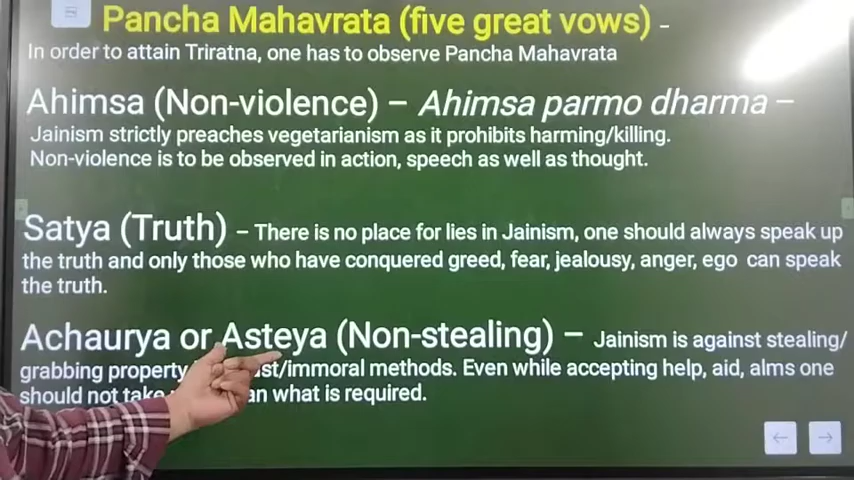 Pancha Mahavrata (five great vows) -
In order to attain Triratna, one has to observe Pancha Mahavrata
Ahimsa (Non-violence) – Ahimsa parmo dharma –
Jainism strictly preaches vegetarianism as it prohibits harming/killing.
Non-violence is to be observed in action, speech as well as thought.
Satya (Truth) – There is no place for lies in Jainism, one should always speak up
the truth and only those who have conquered greed, fear, jealousy, anger, ego can speak
the truth.
Achaurya or Asteya (Non-stealing) – Jainism is against stealing/
grabbing property /immoral methods. Even while accepting help, aid, alms one
should not take what is required.